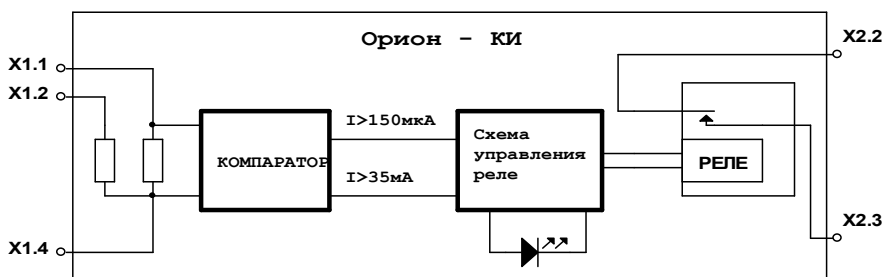 Орион - КИ
X1.1
X1.2
X2.2
I>150мкА
КОМПАРАТОР
Схема
управления
реле
РЕЛЕ
I>35мА
X1.4
X2.3